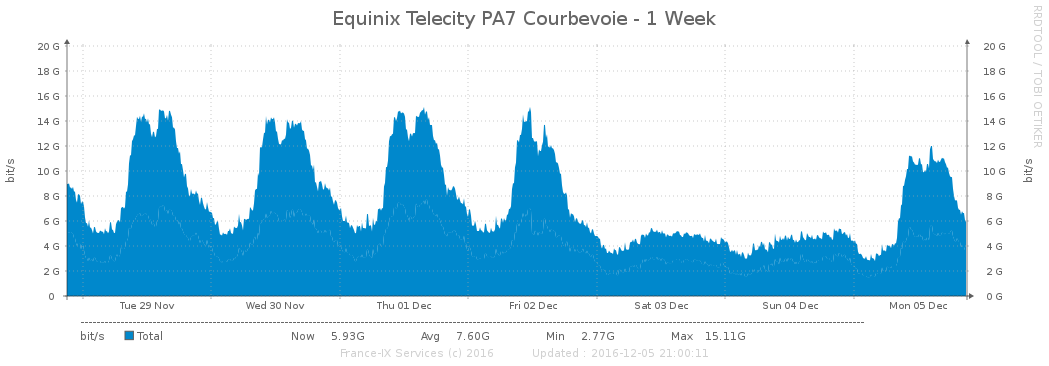 Equinix Telecity PA7 Courbevoie - 1 Week
RRDTOOL / TOBI OETIKER
20 G 20 G
18 G 18 G
16 G 16 G
14 G 14 G
12 G 12 G
10 G 10 G
8 G 8 G
6 G 6 G
4 G 4 G
2 G 2 G
0 0 G
bit/s bit/s
Tue 29 Nov Wed 30 Nov Thu 01 Dec Fri 02 Dec Sat 03 Dec Sun 04 Dec Mon 05 Dec
bit/s Total Now 5.93G Avg 7.60G Min 2.77G Max 15.11G
France-IX Services (c) 2016 Updated : 2016-12-05 21:00:11